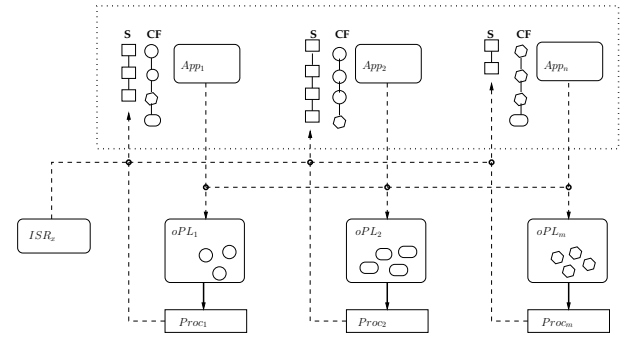 S CF
App₁
S CF
App₂
S CF
Appₙ
ISRₓ
oPL₁
oPL₂
oPLₘ
Proc₁
Proc₂
Procₘ